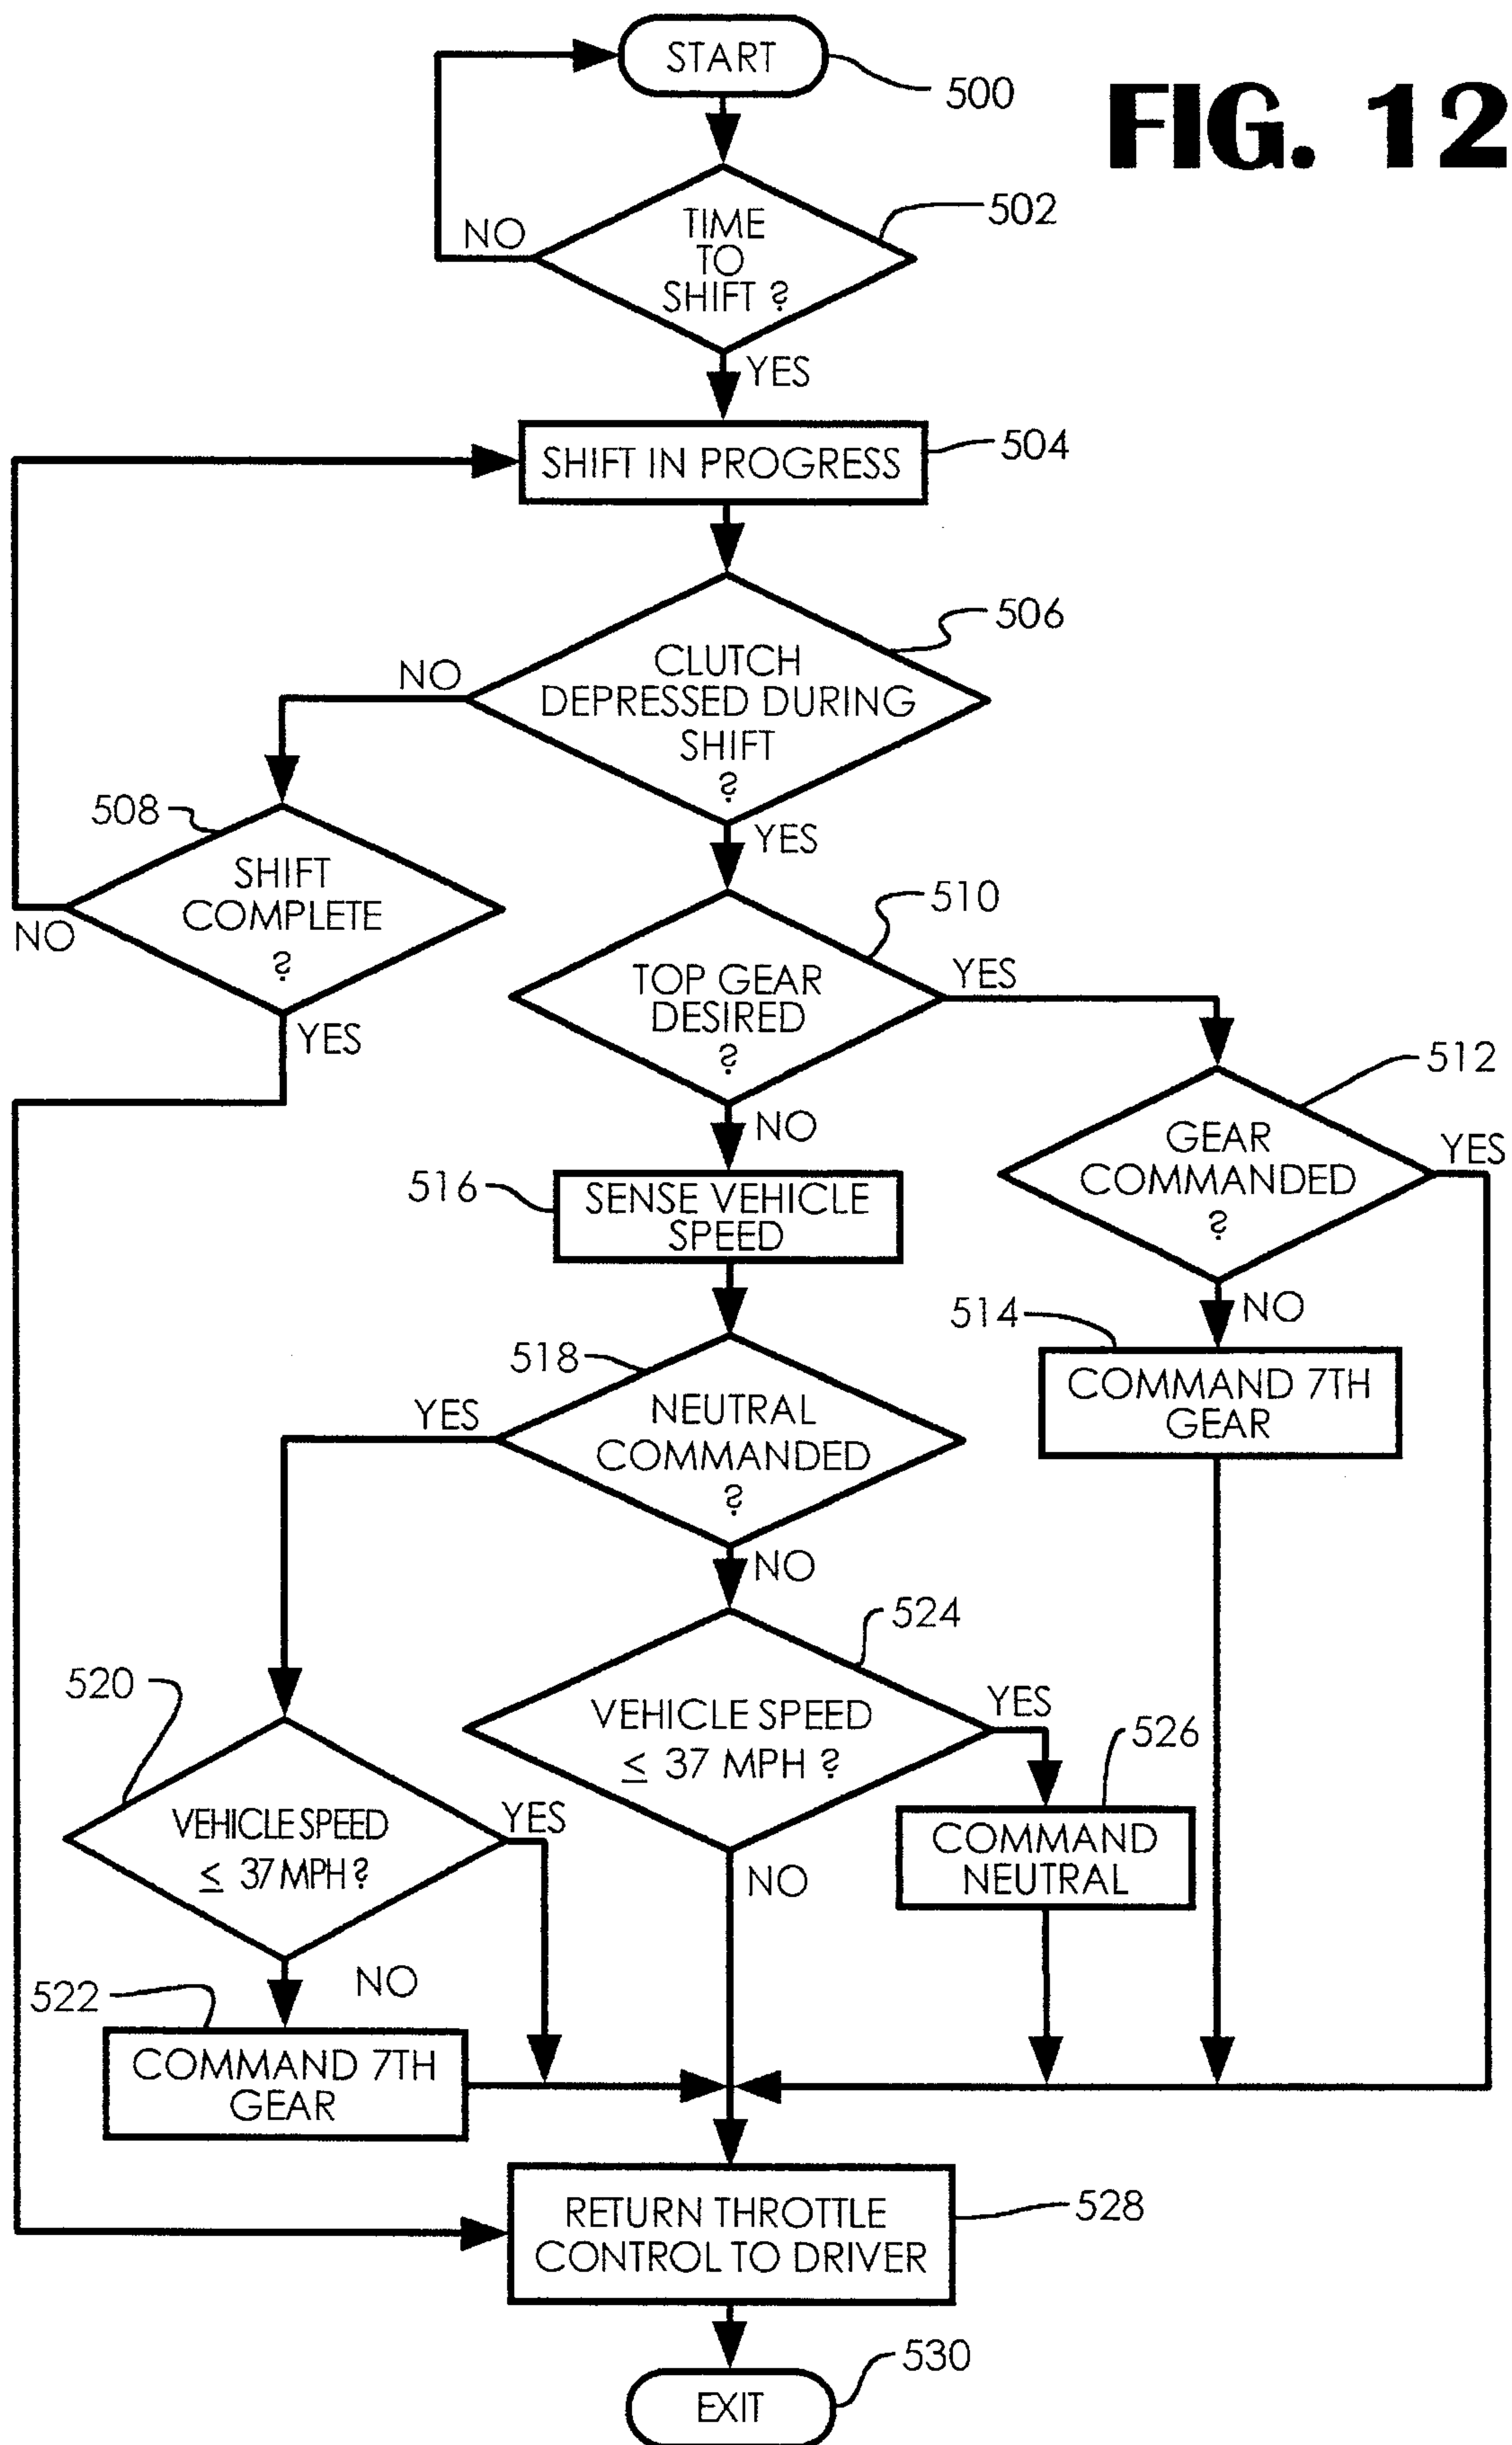 START
500
FIG. 12
NO
TIME
TO
SHIFT ?
502
YES
SHIFT IN PROGRESS
504
506
NO
CLUTCH
DEPRESSED DURING
SHIFT
?
508
YES
SHIFT
COMPLETE
?
NO
YES
510
TOP GEAR
DESIRED
?
YES
512
NO
GEAR
COMMANDED
?
YES
516
SENSE VEHICLE
SPEED
NO
514
COMMAND 7TH
GEAR
518
YES
NEUTRAL
COMMANDED
?
NO
524
520
VEHICLE SPEED
≤ 37 MPH ?
YES
526
VEHICLE SPEED
≤ 37 MPH ?
YES
COMMAND
NEUTRAL
NO
NO
522
COMMAND 7TH
GEAR
RETURN THROTTLE
CONTROL TO DRIVER
528
530
EXIT